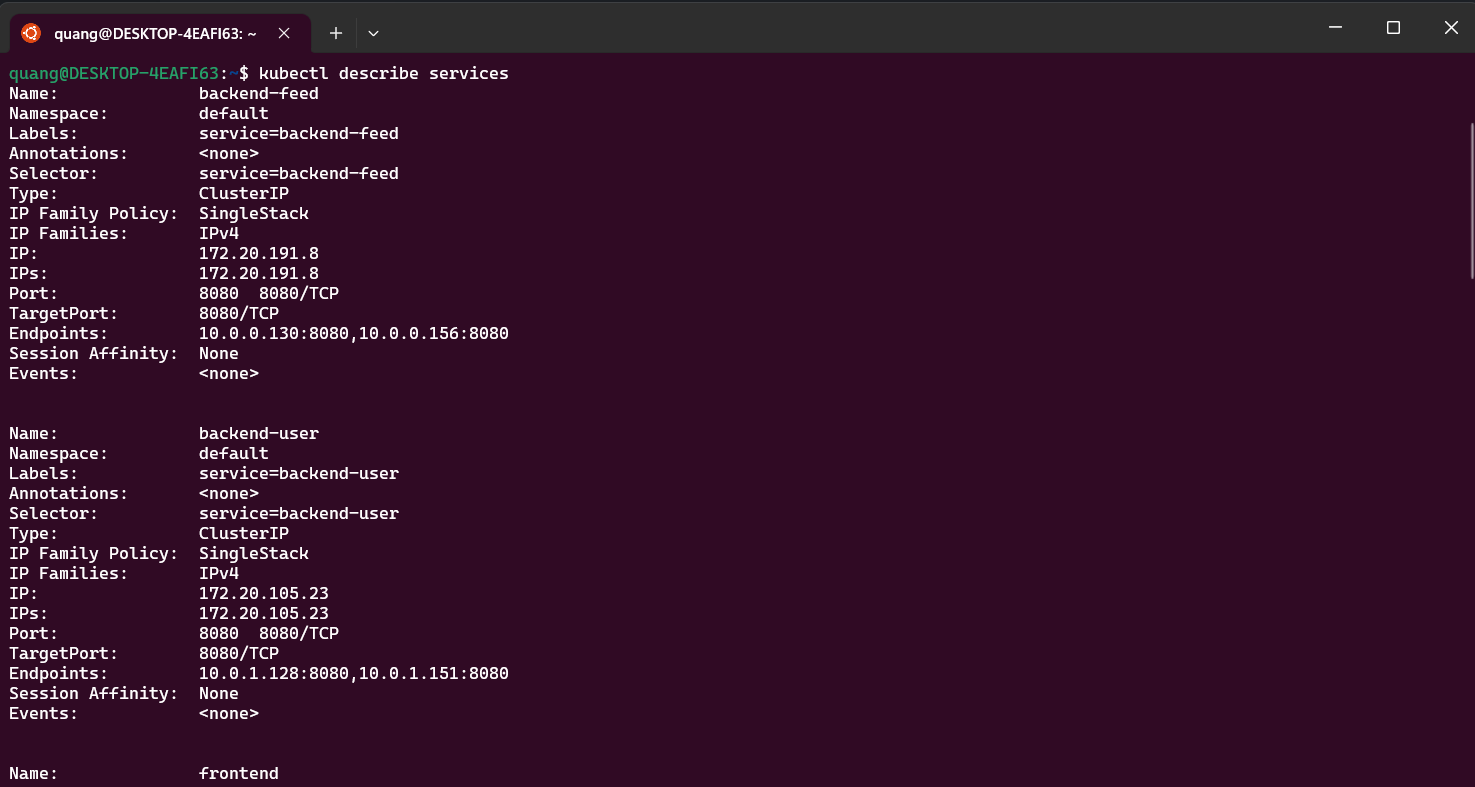 quang@DESKTOP-4EAFI63: ~
quang@DESKTOP-4EAFI63:~$ kubectl describe services
Name:              backend-feed
Namespace:         default
Labels:            service=backend-feed
Annotations:       <none>
Selector:          service=backend-feed
Type:              ClusterIP
IP Family Policy:  SingleStack
IP Families:       IPv4
IP:                172.20.191.8
IPs:               172.20.191.8
Port:              8080  8080/TCP
TargetPort:        8080/TCP
Endpoints:         10.0.0.130:8080,10.0.0.156:8080
Session Affinity:  None
Events:            <none>
Name:              backend-user
Namespace:         default
Labels:            service=backend-user
Annotations:       <none>
Selector:          service=backend-user
Type:              ClusterIP
IP Family Policy:  SingleStack
IP Families:       IPv4
IP:                172.20.105.23
IPs:               172.20.105.23
Port:              8080  8080/TCP
TargetPort:        8080/TCP
Endpoints:         10.0.1.128:8080,10.0.1.151:8080
Session Affinity:  None
Events:            <none>
Name:              frontend